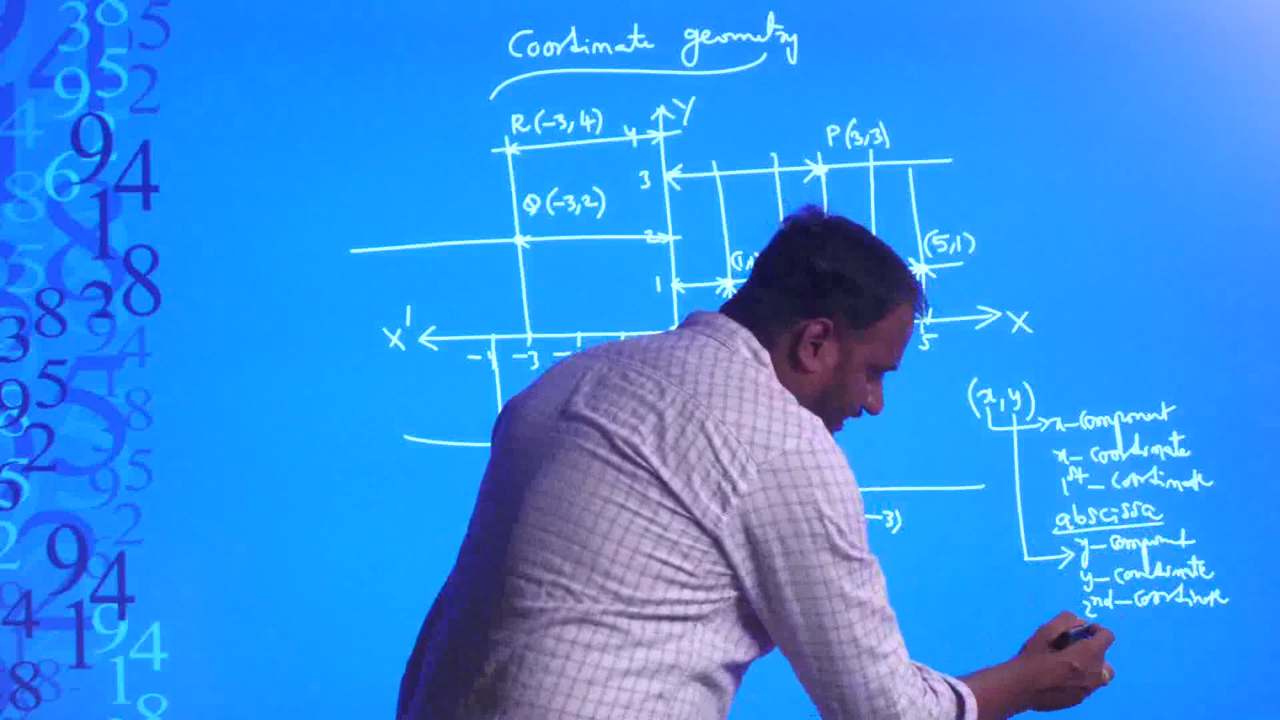 Coordinate geometry
R(-3,4)
4
Y
P(3,3)
3
Q(-3,2)
2
(5,1)
1
X'
X
-4
-3
5
(x,y)
x-component
x-coordinate
1st-coordinate
abscissa
-3)
y-component
y-coordinate
2nd-coordinate